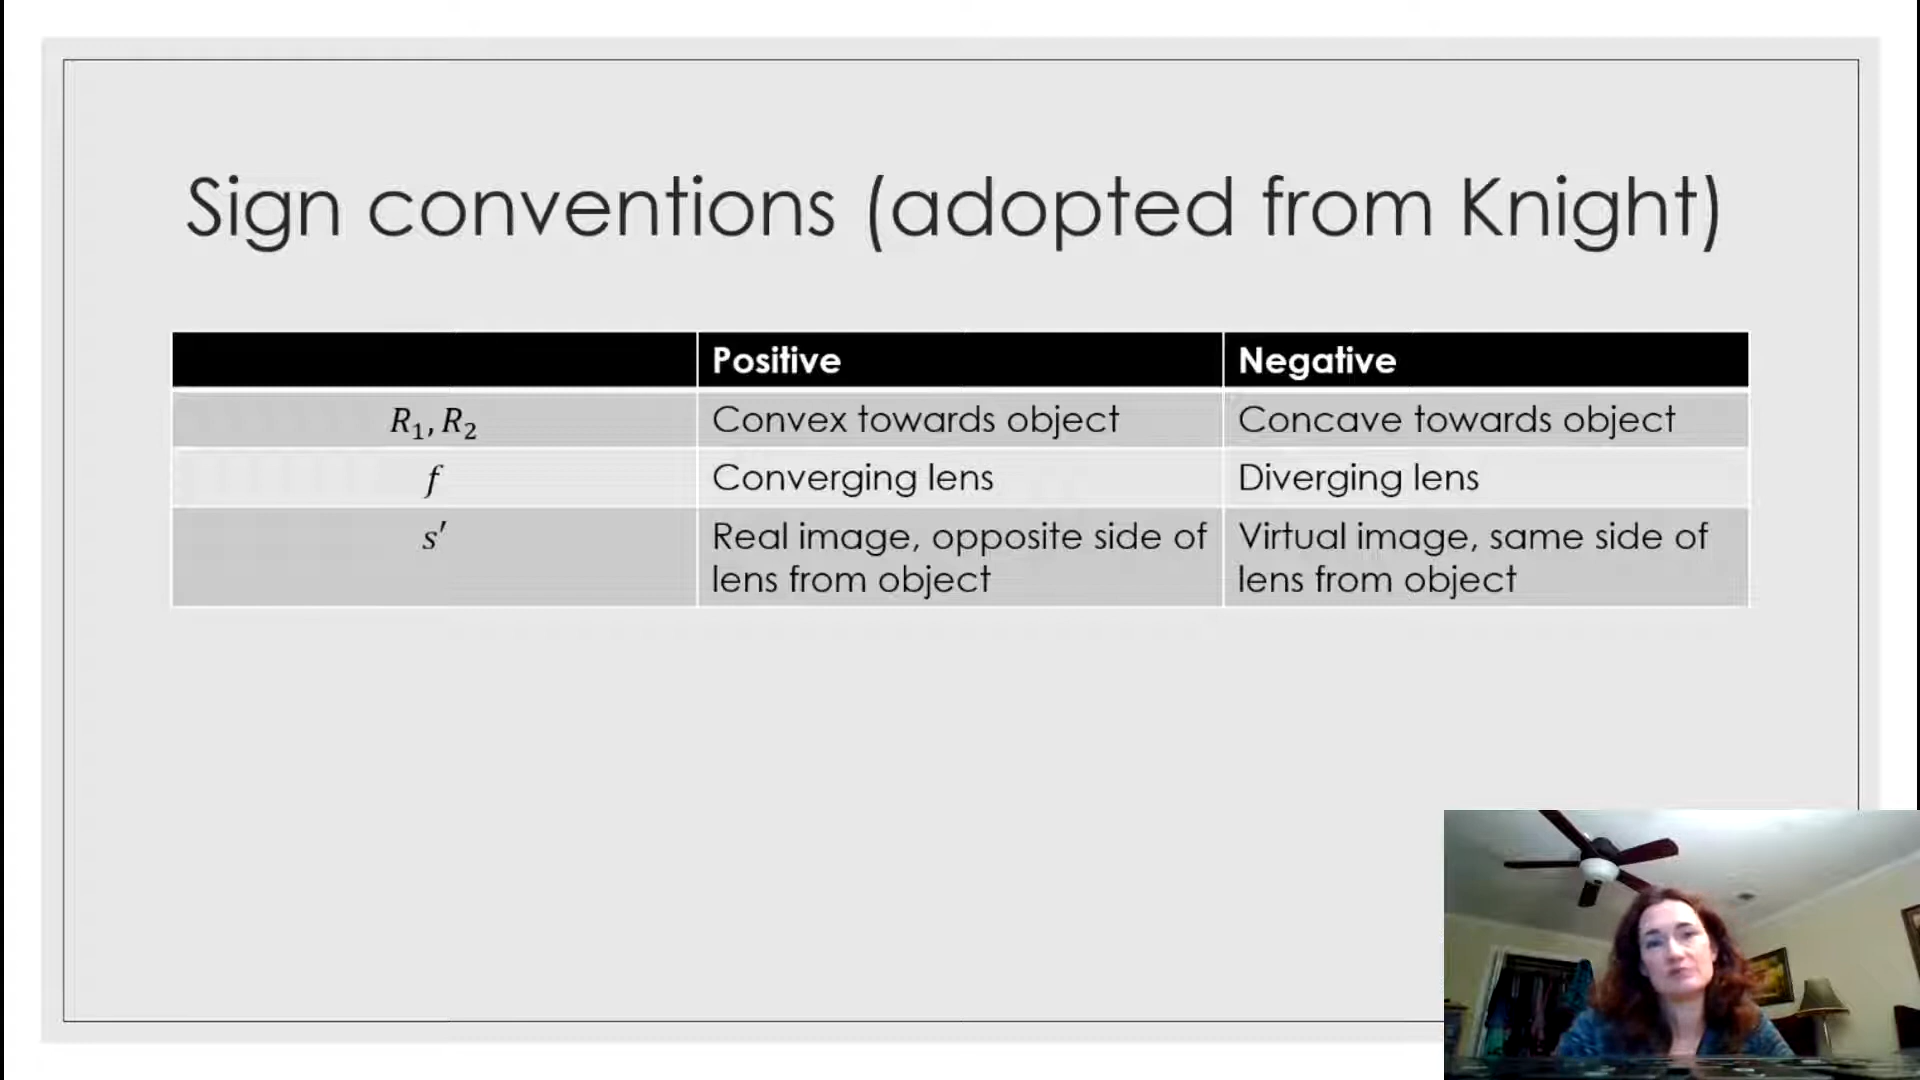 Sign conventions (adopted from Knight)
Positive Negative
R₁, R₂ Convex towards object Concave towards object
f Converging lens Diverging lens
s′ Real image, opposite side of Virtual image, same side of
lens from object lens from object